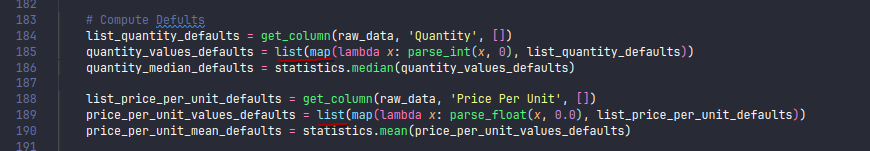 182
183 # Compute Defults
184 list_quantity_defaults = get_column(raw_data, 'Quantity', [])
185 quantity_values_defaults = list(map(lambda x: parse_int(x, 0), list_quantity_defaults))
186 quantity_median_defaults = statistics.median(quantity_values_defaults)
187
188 list_price_per_unit_defaults = get_column(raw_data, 'Price Per Unit', [])
189 price_per_unit_values_defaults = list(map(lambda x: parse_float(x, 0.0), list_price_per_unit_defaults))
190 price_per_unit_mean_defaults = statistics.mean(price_per_unit_values_defaults)
191